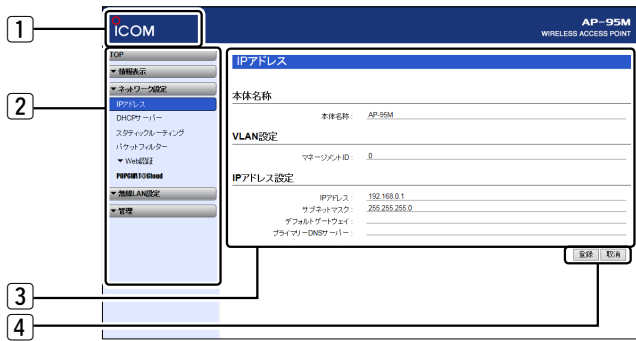 1
ICOM
AP-95M
WIRELESS ACCESS POINT
2
TOP
▼情報表示
▼ネットワーク設定
IPアドレス
DHCPサーバー
スタティックルーティング
パケットフィルター
▼Web認証
POPCHAT@Cloud
▼無線LAN設定
▼管理
IPアドレス
本体名称
本体名称: AP-95M
VLAN設定
マネージメントID: 0
IPアドレス設定
IPアドレス: 192.168.0.1
サブネットマスク: 255.255.255.0
デフォルトゲートウェイ:
プライマリーDNSサーバー:
登録 取消
3
4